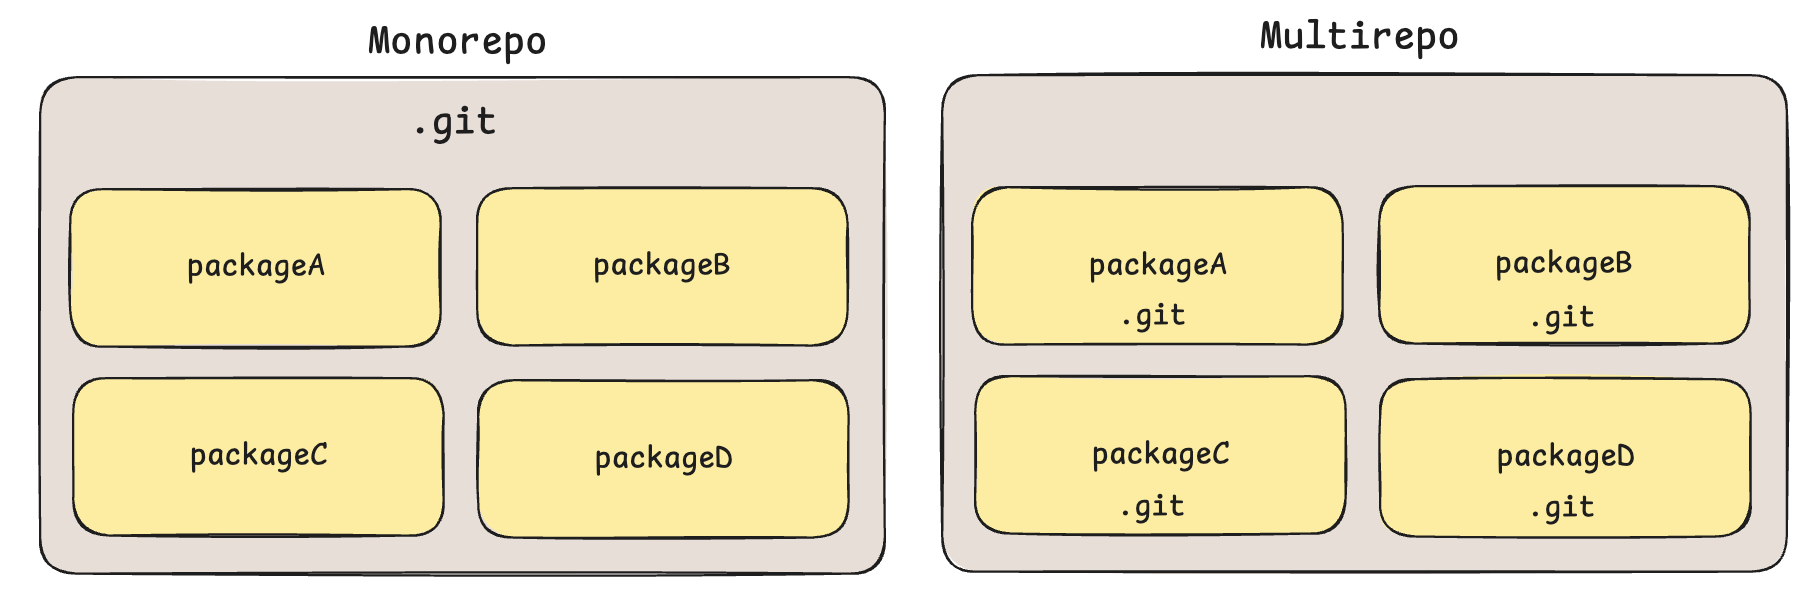 Monorepo
.git
packageA
packageB
packageC
packageD
Multirepo
packageA
.git
packageB
.git
packageC
.git
packageD
.git